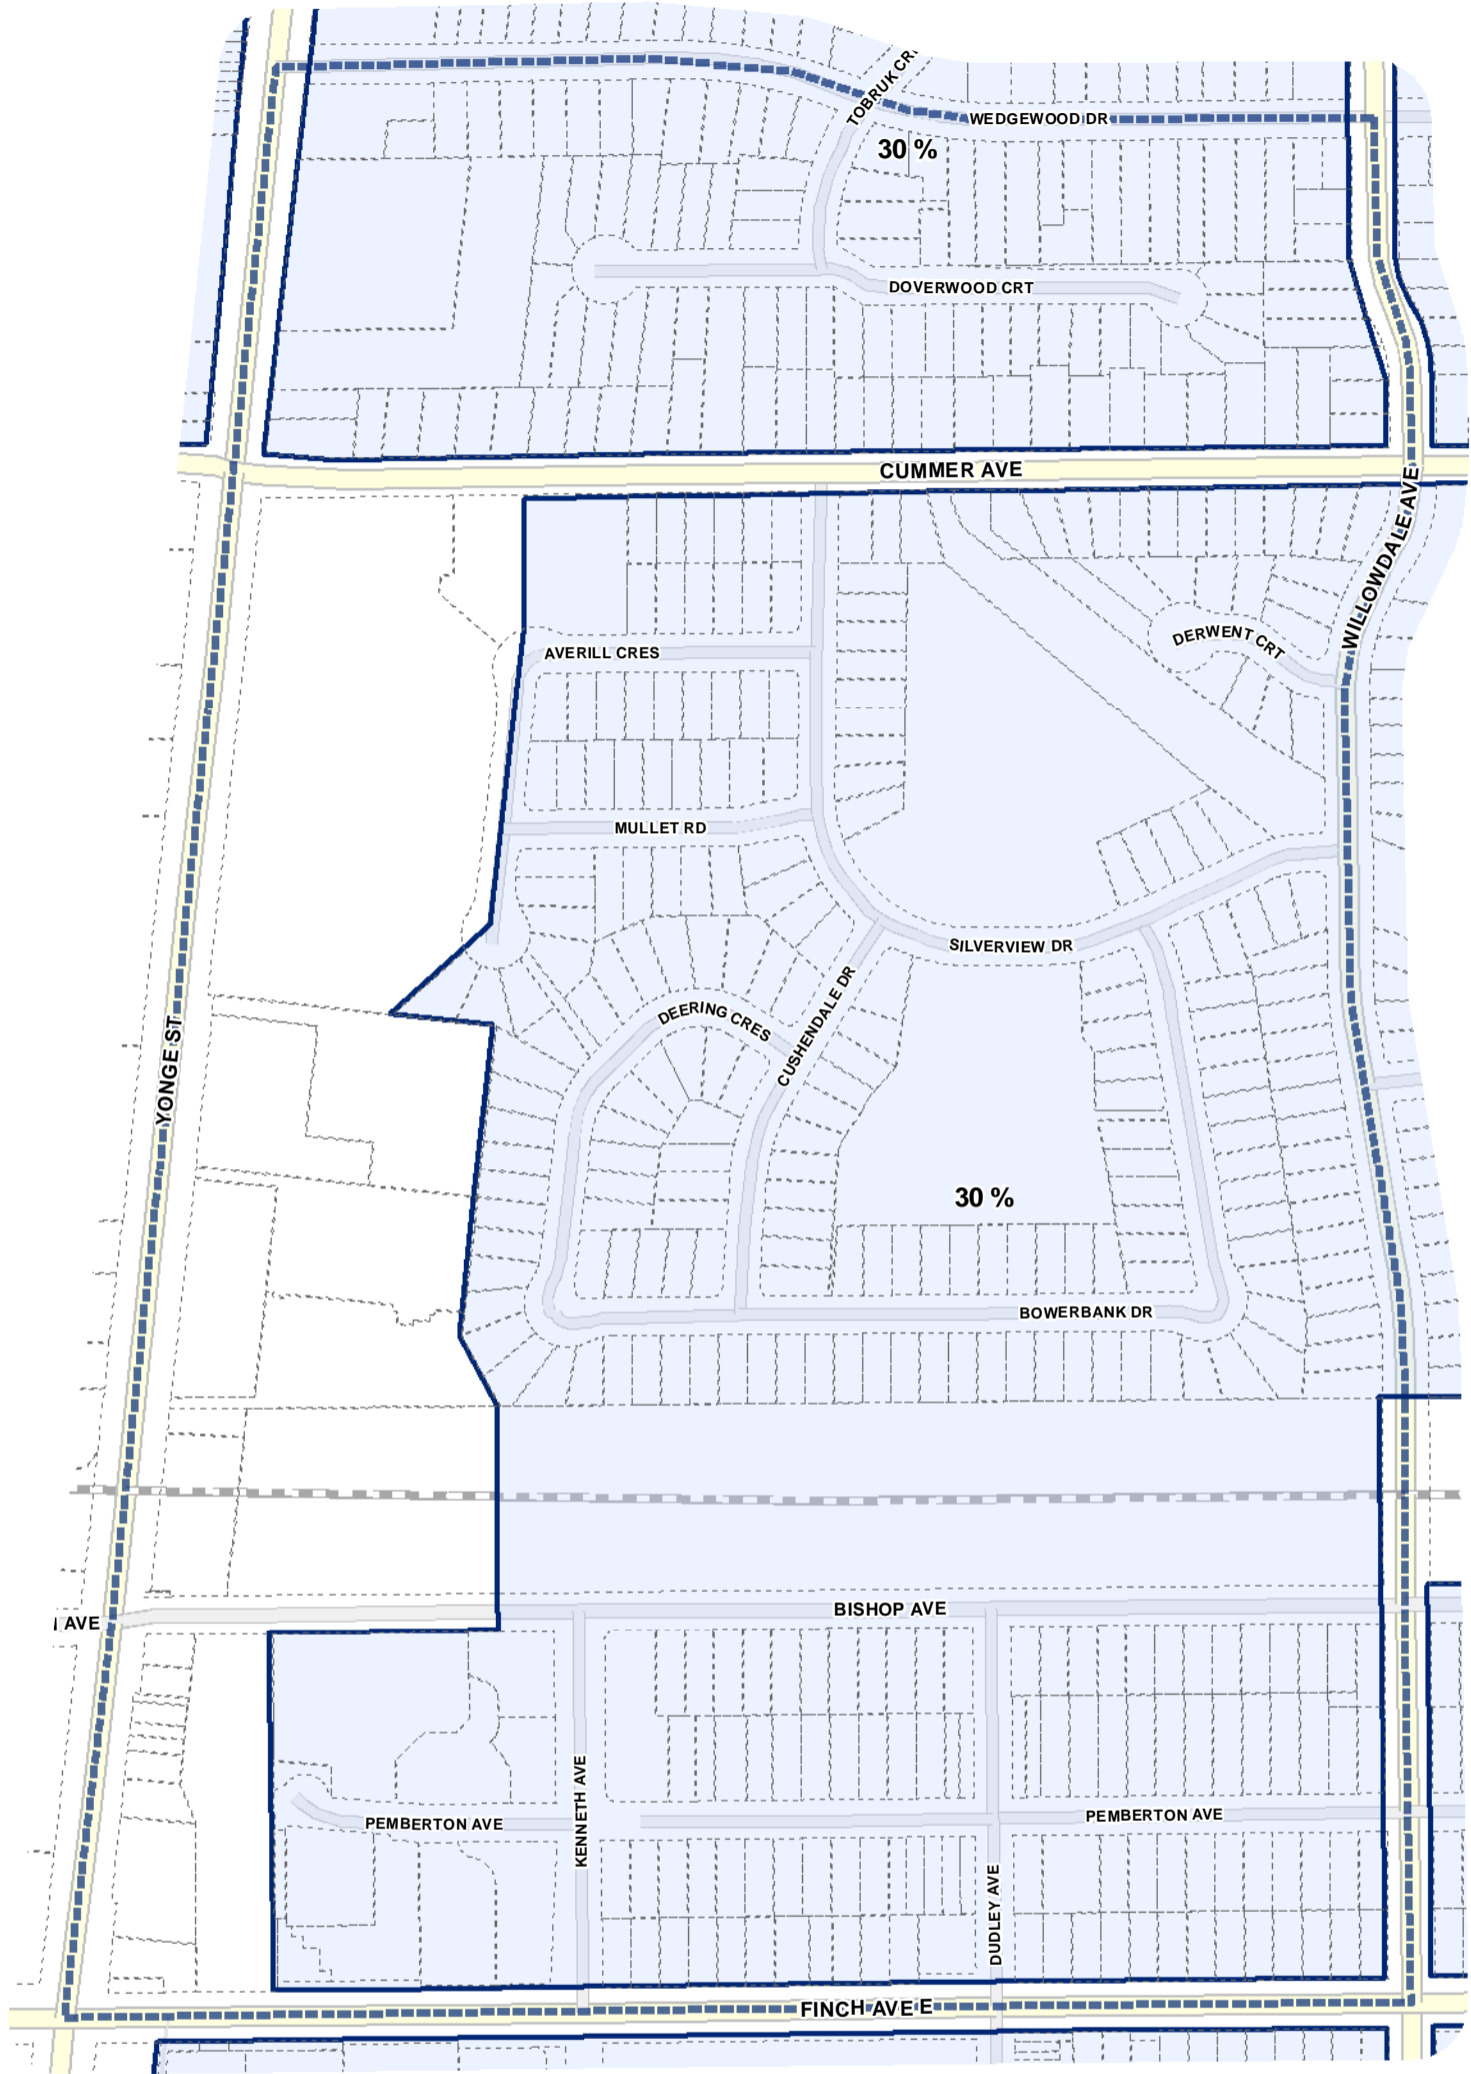 TOBRUK CR
WEDGEWOOD DR
30 %
DOVERWOOD CRT
CUMMER AVE
WILLOWDALE AVE
DERWENT CRT
AVERILL CRES
MULLET RD
SILVERVIEW DR
DEERING CRES
CUSHENDALE DR
YONGE ST
30 %
BOWERBANK DR
BISHOP AVE
AVE
KENNETH AVE
PEMBERTON AVE
PEMBERTON AVE
DUDLEY AVE
FINCH AVE E